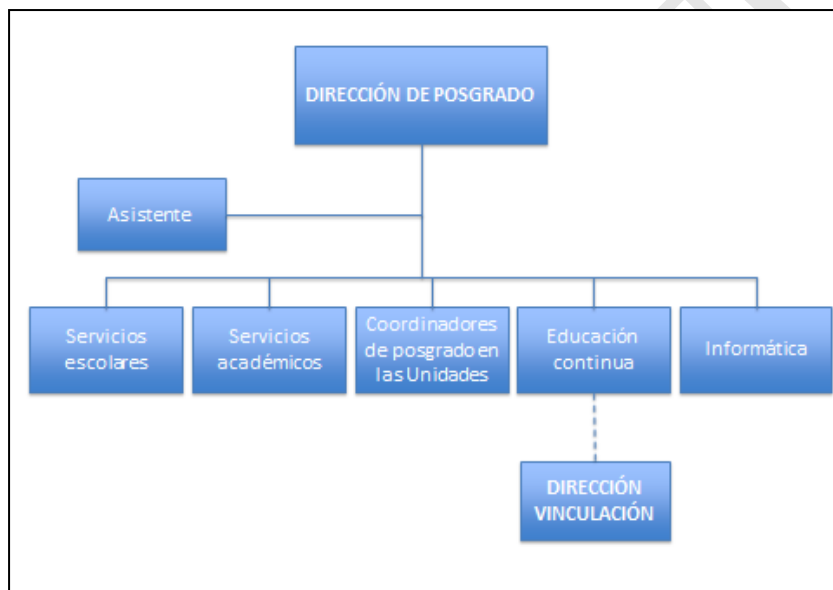 DIRECCIÓN DE POSGRADO
Asistente
Servicios
escolares
Servicios
académicos
Coordinadores
de posgrado en
las Unidades
Educación
continua
Informática
DIRECCIÓN
VINCULACIÓN